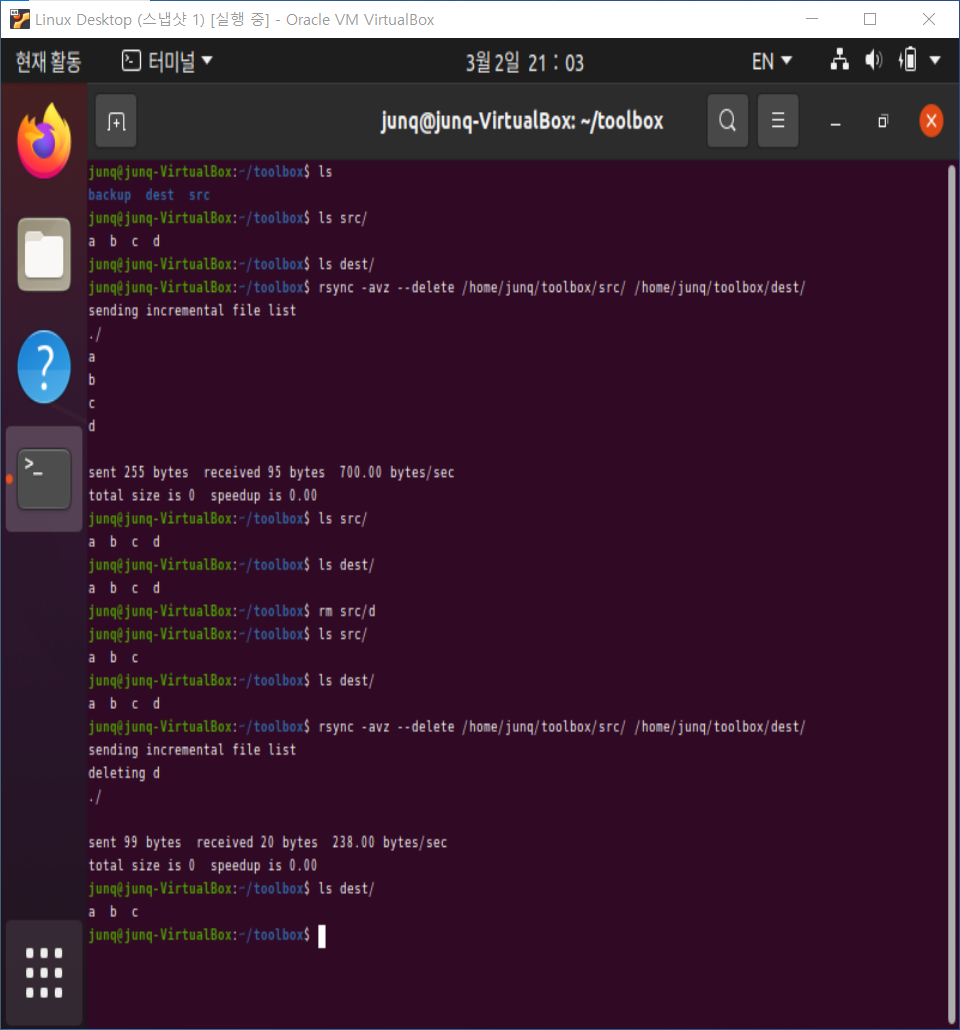 Linux Desktop (스냅샷 1) [실행 중] - Oracle VM VirtualBox
현재 활동 터미널 3월 2일 21 : 03 EN
junq@junq-VirtualBox: ~/toolbox
junq@junq-VirtualBox:~/toolbox$ ls
backup dest src
junq@junq-VirtualBox:~/toolbox$ ls src/
a b c d
junq@junq-VirtualBox:~/toolbox$ ls dest/
junq@junq-VirtualBox:~/toolbox$ rsync -avz --delete /home/junq/toolbox/src/ /home/junq/toolbox/dest/
sending incremental file list
./
a
b
c
d
sent 255 bytes received 95 bytes 700.00 bytes/sec
total size is 0 speedup is 0.00
junq@junq-VirtualBox:~/toolbox$ ls src/
a b c d
junq@junq-VirtualBox:~/toolbox$ ls dest/
a b c d
junq@junq-VirtualBox:~/toolbox$ rm src/d
junq@junq-VirtualBox:~/toolbox$ ls src/
a b c
junq@junq-VirtualBox:~/toolbox$ ls dest/
a b c d
junq@junq-VirtualBox:~/toolbox$ rsync -avz --delete /home/junq/toolbox/src/ /home/junq/toolbox/dest/
sending incremental file list
deleting d
./
sent 99 bytes received 20 bytes 238.00 bytes/sec
total size is 0 speedup is 0.00
junq@junq-VirtualBox:~/toolbox$ ls dest/
a b c
junq@junq-VirtualBox:~/toolbox$